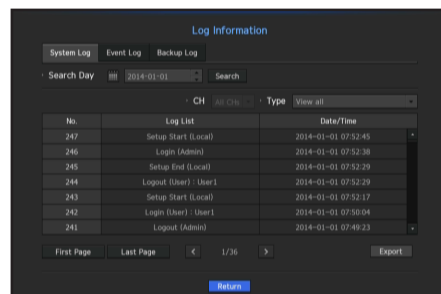 Log Information
System Log Event Log Backup Log
Search Day 2014-01-01 Search
CH All CHs Type View all
No. Log List Date/Time
247 Setup Start (Local) 2014-01-01 07:52:45
246 Login (Admin) 2014-01-01 07:52:38
245 Setup End (Local) 2014-01-01 07:52:29
244 Logout (User) : User1 2014-01-01 07:52:29
243 Setup Start (Local) 2014-01-01 07:52:17
242 Login (User) : User1 2014-01-01 07:50:04
241 Logout (Admin) 2014-01-01 07:49:23
First Page Last Page < 1/36 > Export
Return